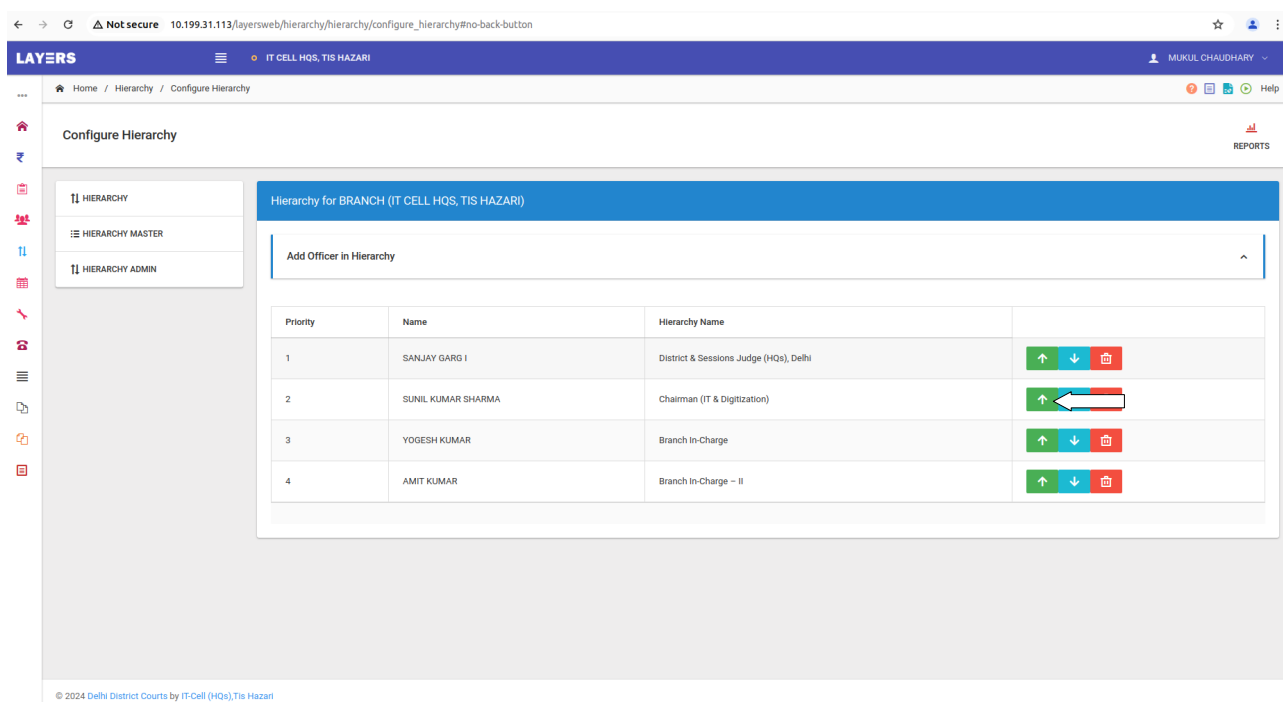 Not secure 10.199.31.113/layersweb/hierarchy/hierarchy/configure_hierarchy#no-back-button
LAYΞRS IT CELL HQS, TIS HAZARI MUKUL CHAUDHARY
Home / Hierarchy / Configure Hierarchy Help
Configure Hierarchy
REPORTS
HIERARCHY
HIERARCHY MASTER
HIERARCHY ADMIN
Hierarchy for BRANCH (IT CELL HQS, TIS HAZARI)
Add Officer in Hierarchy
Priority Name Hierarchy Name
1 SANJAY GARG I District & Sessions Judge (HQs), Delhi
2 SUNIL KUMAR SHARMA Chairman (IT & Digitization)
3 YOGESH KUMAR Branch In-Charge
4 AMIT KUMAR Branch In-Charge – II
© 2024 Delhi District Courts by IT-Cell (HQs),Tis Hazari